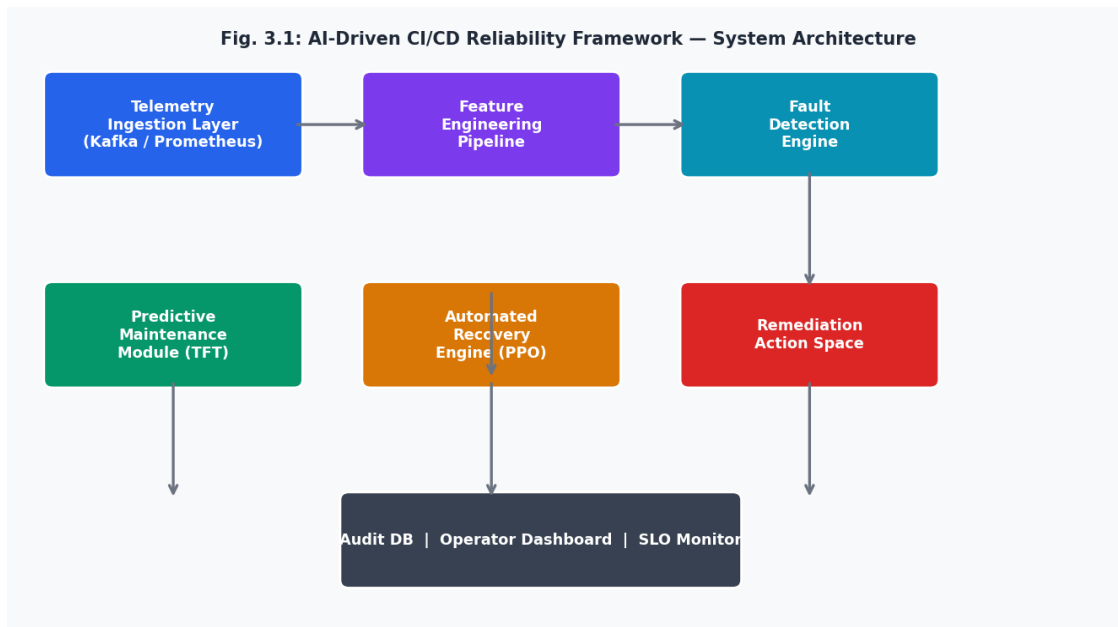 Fig. 3.1: AI-Driven CI/CD Reliability Framework — System Architecture
Telemetry
Ingestion Layer
(Kafka / Prometheus)
Feature
Engineering
Pipeline
Fault
Detection
Engine
Predictive
Maintenance
Module (TFT)
Automated
Recovery
Engine (PPO)
Remediation
Action Space
Audit DB | Operator Dashboard | SLO Monitor